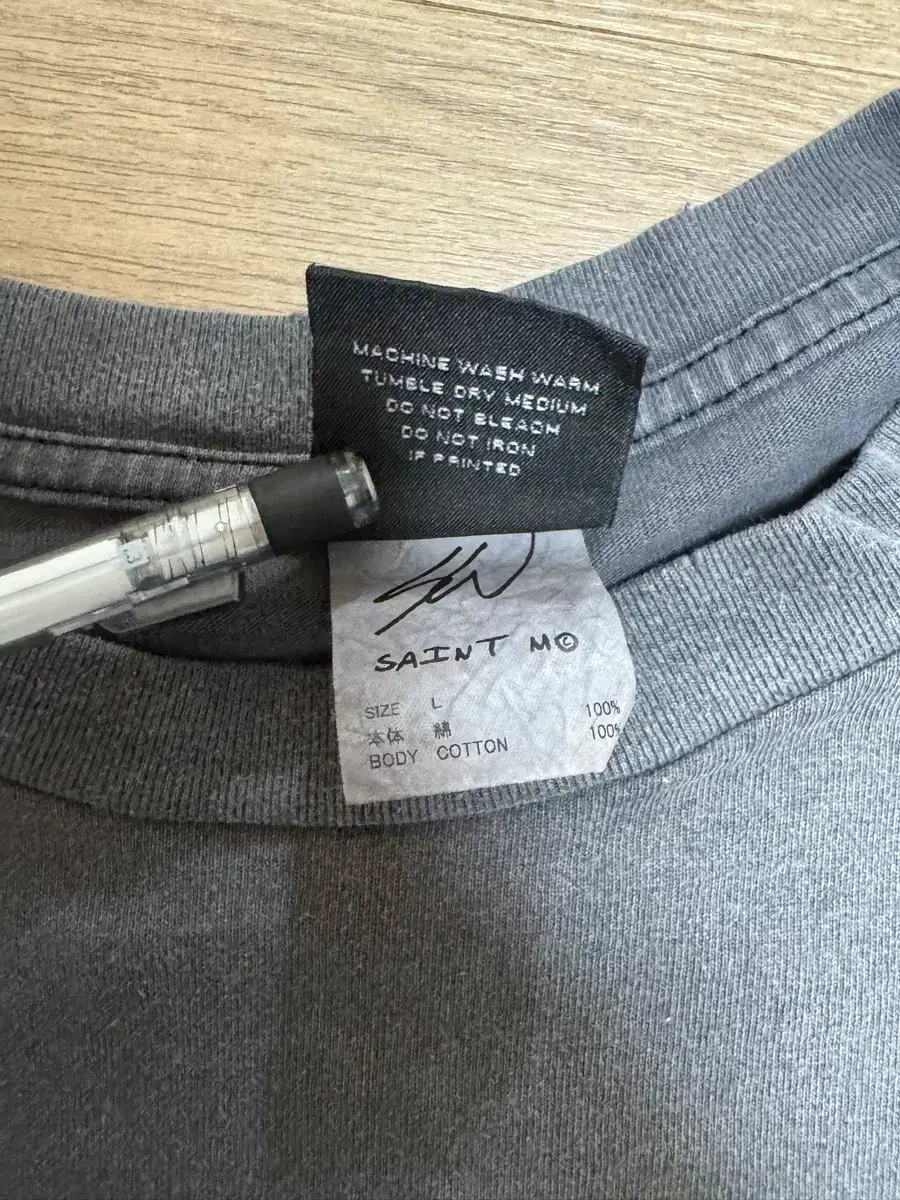 MACHINE WASH WARM
TUMBLE DRY MEDIUM
DO NOT BLEACH
DO NOT IRON
IF PRINTED
SAINT M©
SIZE L 100%
本体 綿 100%
BODY COTTON